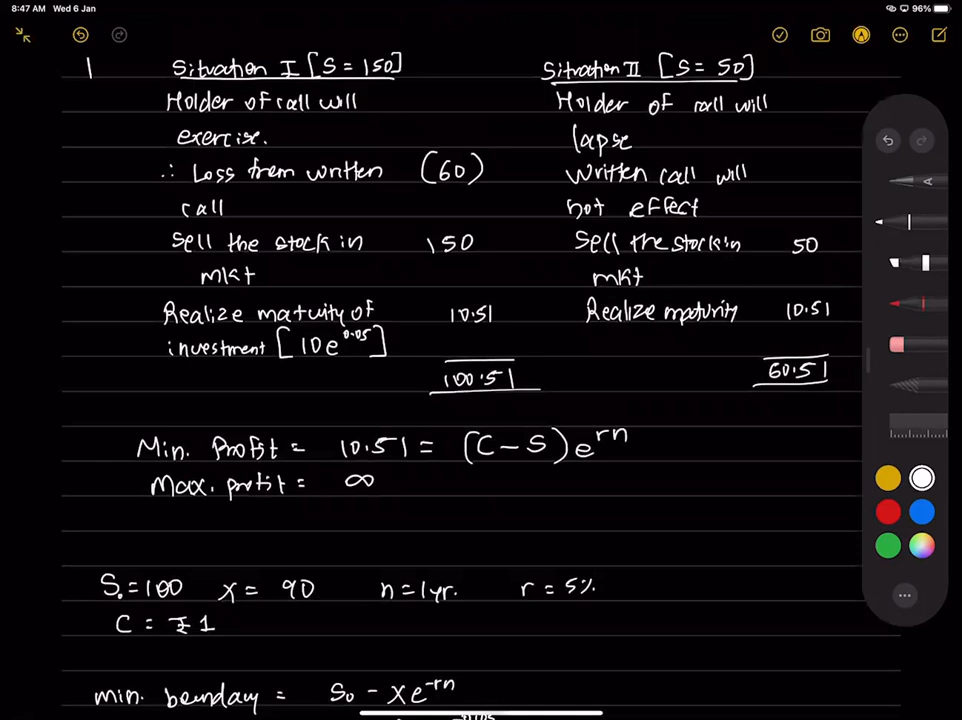 8:47 AM Wed 6 Jan
96%
1
Situation I [S = 150]
Holder of call will
exercise.
∴ Loss from written (60)
call
Sell the stock in 150
mkt
Realize maturity of 10.51
investment [10e^0.05]
100.51
Situation II [S = 50]
Holder of call will
lapse
Written call will
not effect
Sell the stock in 50
mkt
Realize maturity 10.51
60.51
Min. Profit = 10.51 = (C - S) e^rn
Max. profit = ∞
S₀ = 100 x = 90 n = 1 yr. r = 5%
C = ₹1
min. boundary = S₀ - Xe^-rn
A